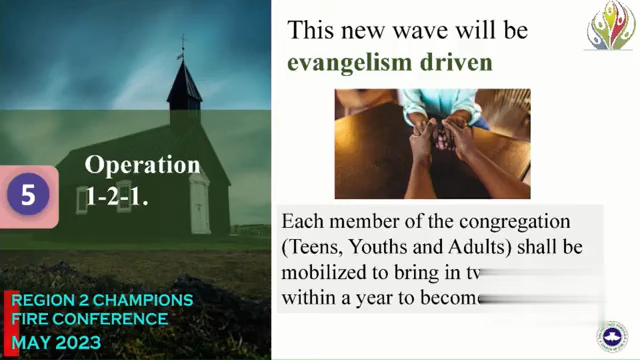 This new wave will be
evangelism driven
5
Operation
1-2-1.
Each member of the congregation
(Teens, Youths and Adults) shall be
mobilized to bring in
within a year to become
REGION 2 CHAMPIONS
FIRE CONFERENCE
MAY 2023